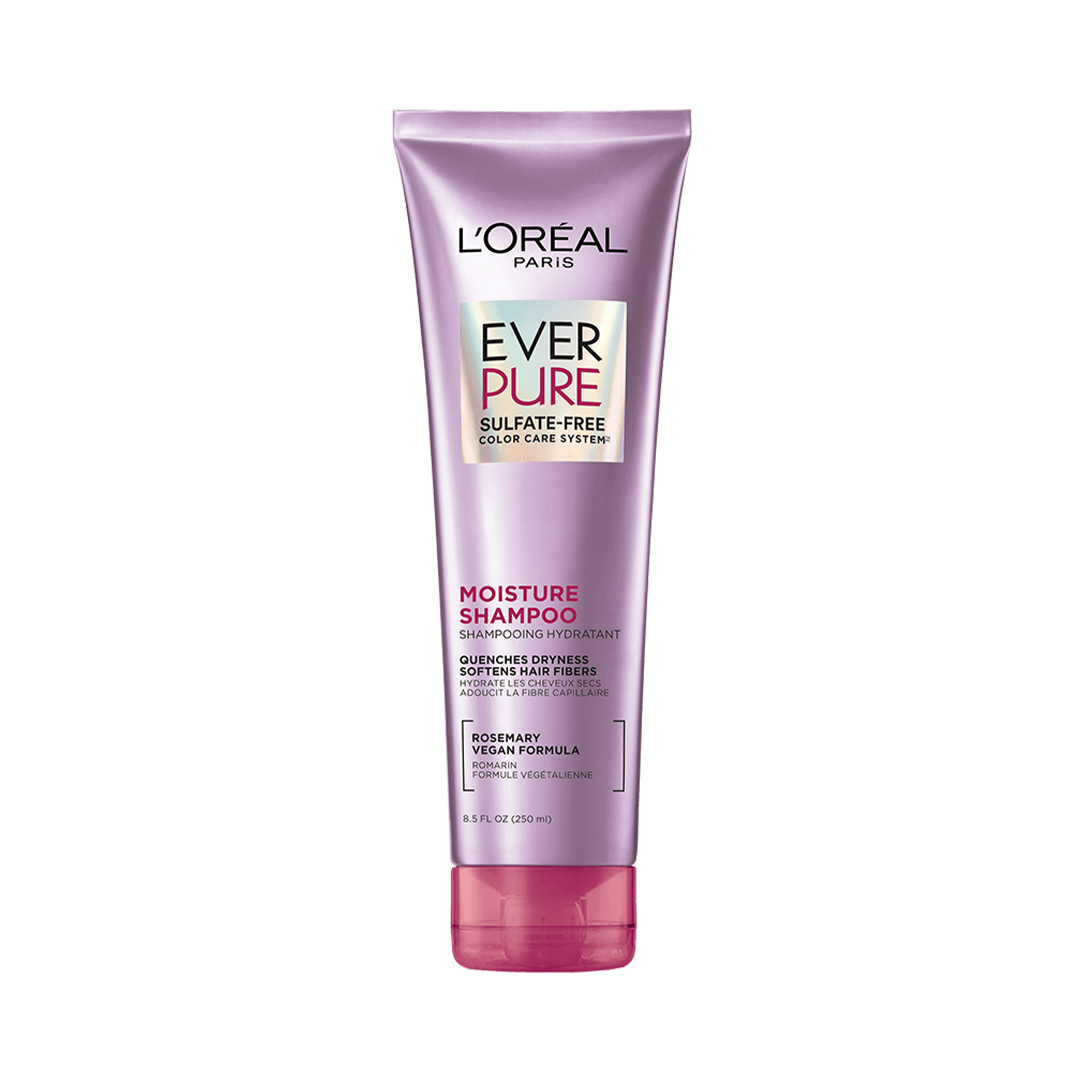 L'ORÉAL
PARIS
EVER
PURE
SULFATE-FREE
COLOR CARE SYSTEM™
MOISTURE
SHAMPOO
SHAMPOOING HYDRATANT
QUENCHES DRYNESS
SOFTENS HAIR FIBERS
HYDRATE LES CHEVEUX SECS
ADOUCIT LA FIBRE CAPILLAIRE
ROSEMARY
VEGAN FORMULA
ROMARIN
FORMULE VÉGÉTALIENNE
8.5 FL OZ (250 ml)